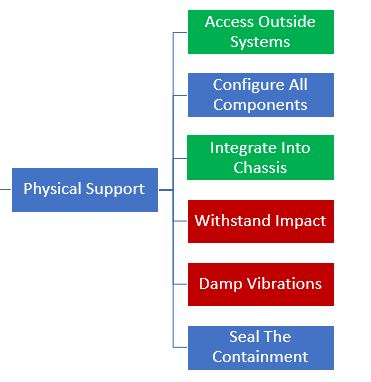 Access Outside
Systems
Configure All
Components
Integrate Into
Chassis
Physical Support
Withstand Impact
Damp Vibrations
Seal The
Containment